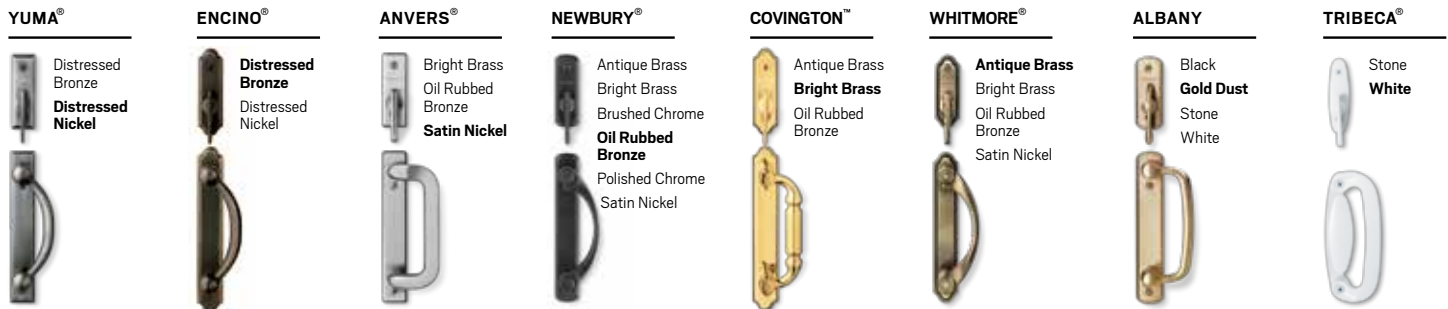 YUMA®
Distressed
Bronze
Distressed
Nickel
ENCINO®
Distressed
Bronze
Distressed
Nickel
ANVERS®
Bright Brass
Oil Rubbed
Bronze
Satin Nickel
NEWBURY®
Antique Brass
Bright Brass
Brushed Chrome
Oil Rubbed
Bronze
Polished Chrome
Satin Nickel
COVINGTON™
Antique Brass
Bright Brass
Oil Rubbed
Bronze
WHITMORE®
Antique Brass
Bright Brass
Oil Rubbed
Bronze
Satin Nickel
ALBANY
Black
Gold Dust
Stone
White
TRIBECA®
Stone
White